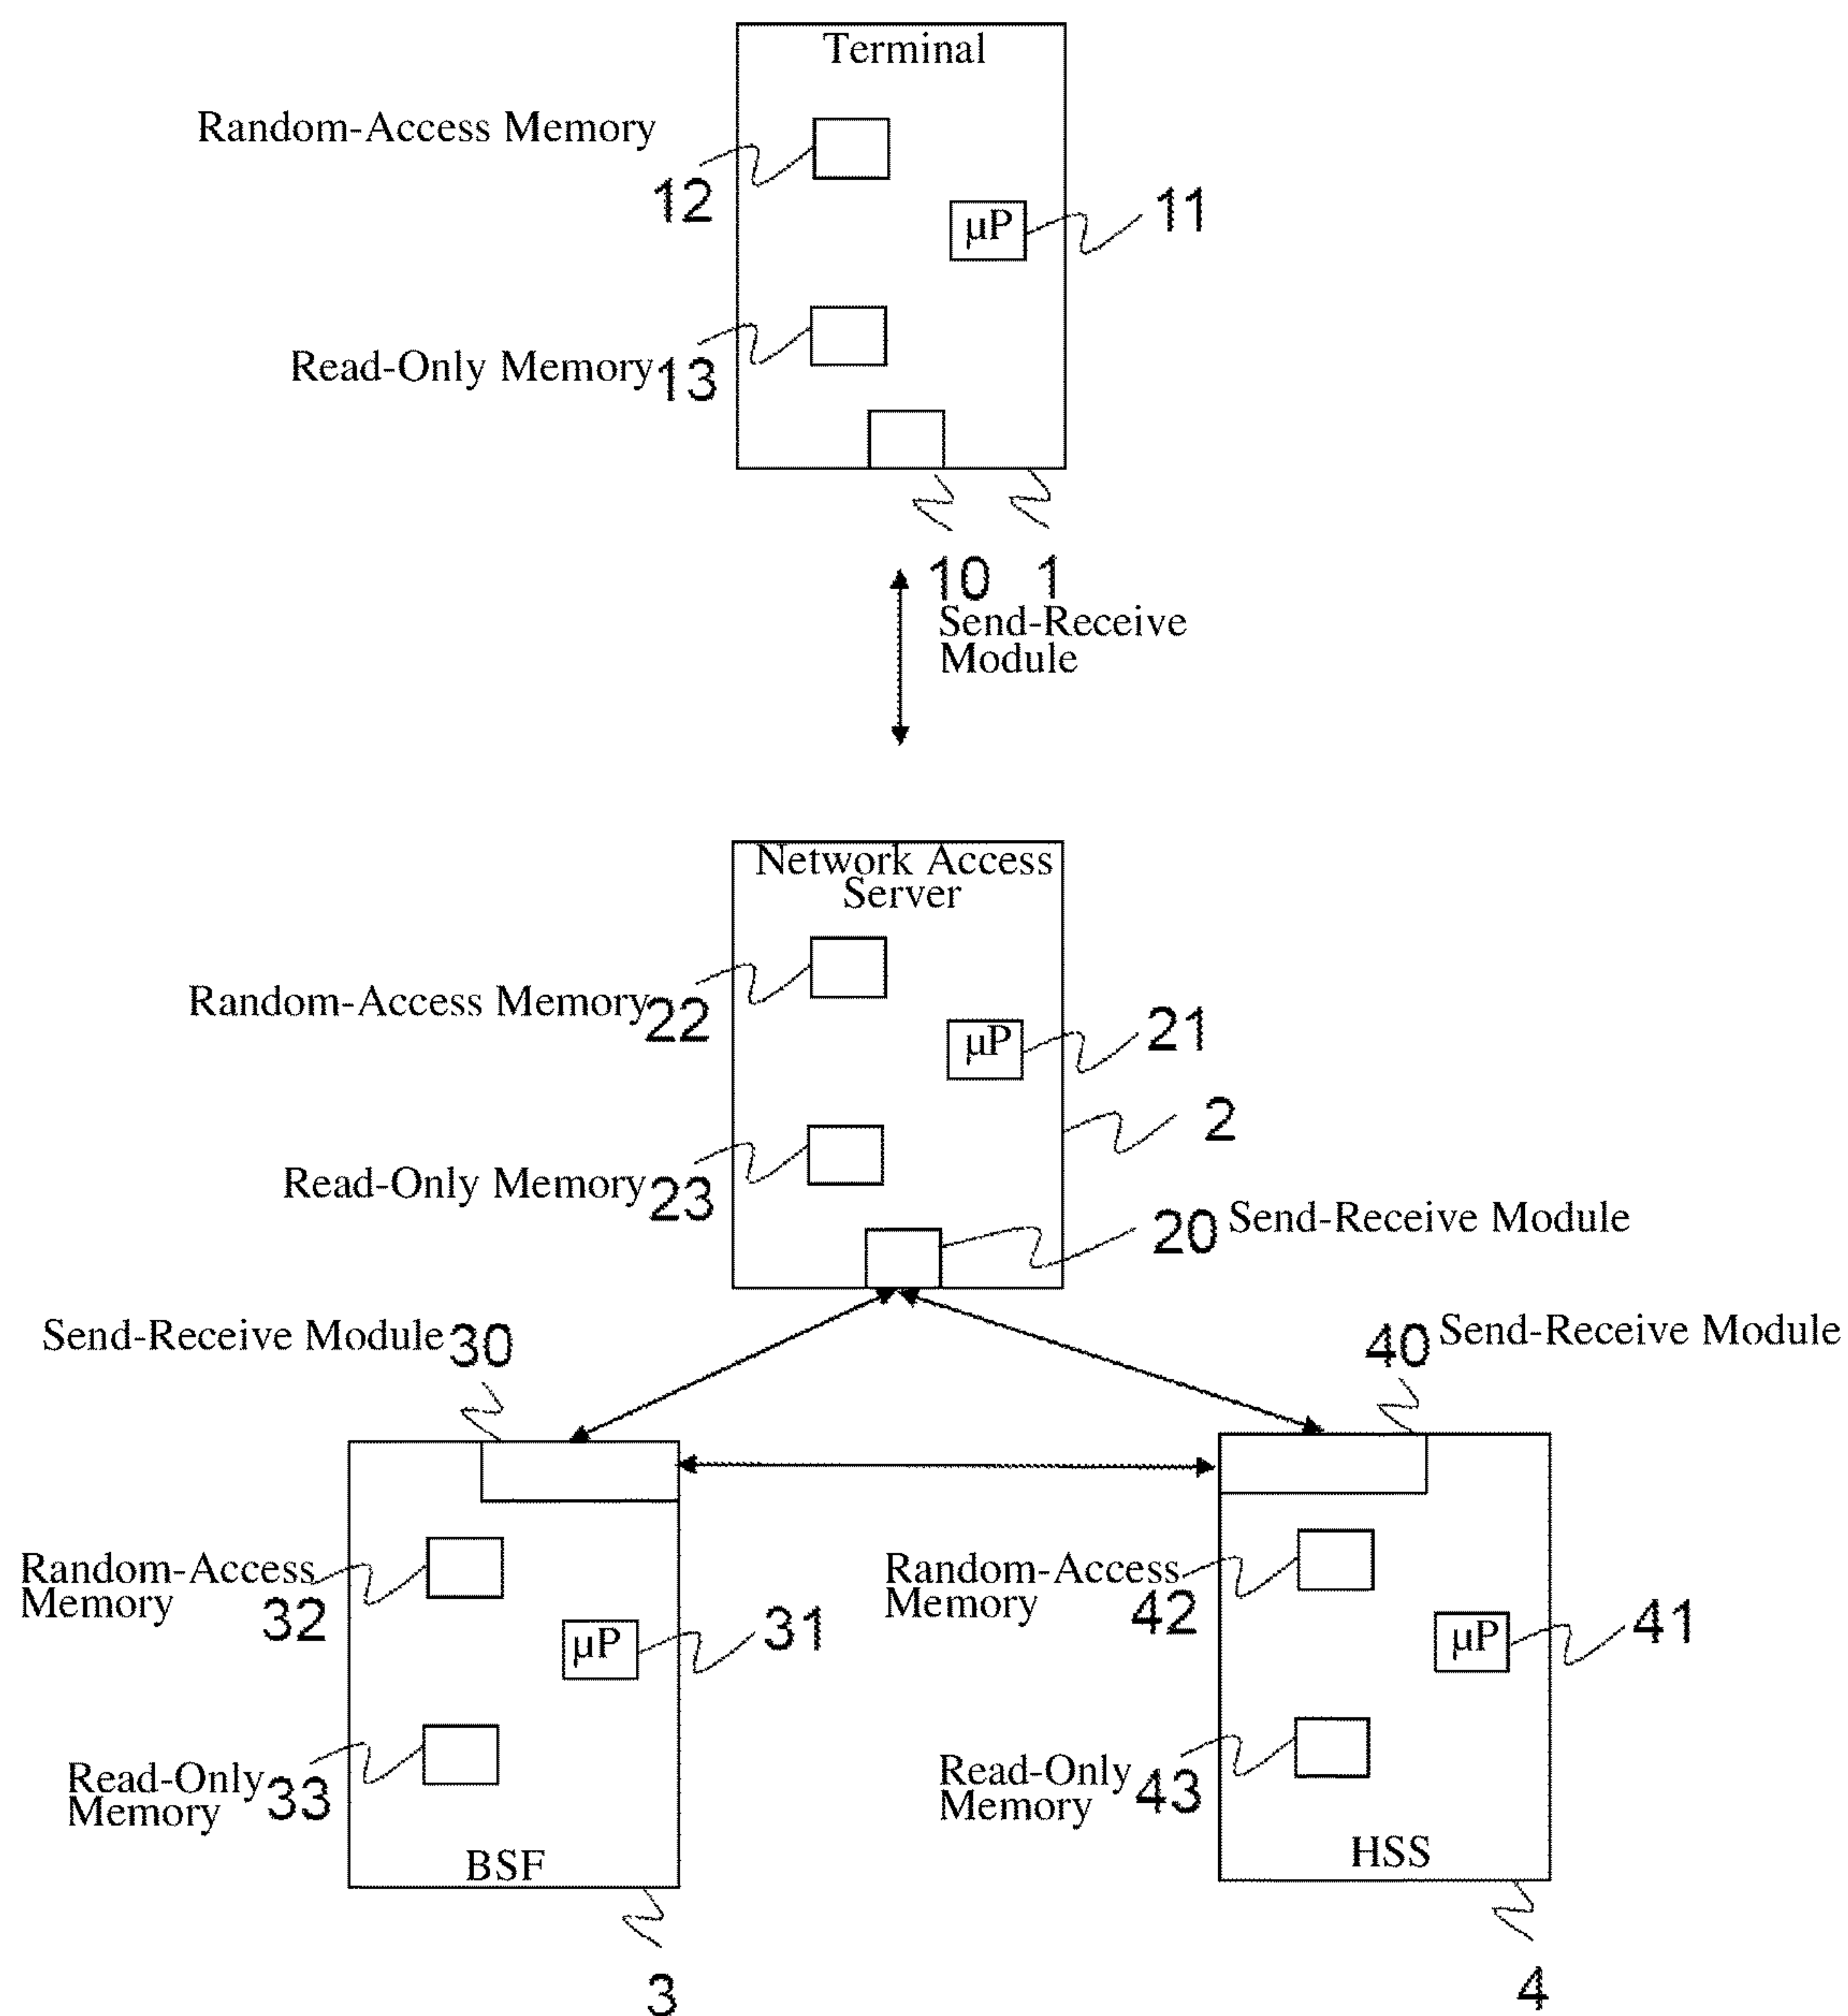 Terminal
Random-Access Memory
12
µP
11
Read-Only Memory 13
10 1
Send-Receive
Module
Network Access
Server
Random-Access Memory 22
µP
21
2
Read-Only Memory 23
20 Send-Receive Module
Send-Receive Module 30
40 Send-Receive Module
Random-Access
Memory
32
µP
31
Read-Only
Memory
33
BSF
3
Random-Access
Memory
42
µP
41
Read-Only
Memory
43
HSS
4